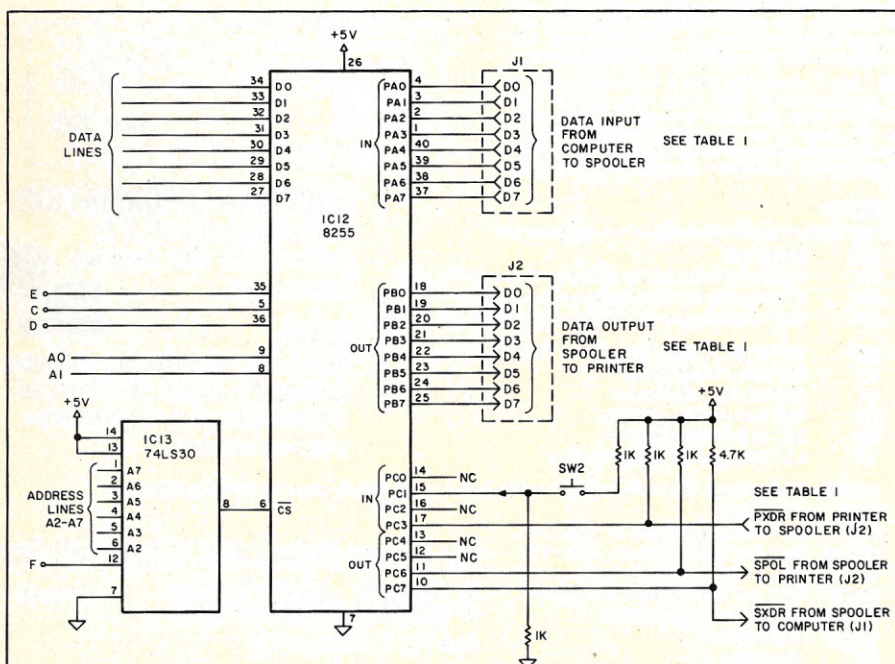 +5V
26
J1
34 D0
33 D1
32 D2
31 D3
30 D4
29 D5
28 D6
27 D7
DATA
LINES
IC12
8255
IN
PA0 4 D0
PA1 3 D1
PA2 2 D2
PA3 1 D3
PA4 40 D4
PA5 39 D5
PA6 38 D6
PA7 37 D7
DATA INPUT
FROM
COMPUTER
TO SPOOLER
SEE TABLE 1
J2
E 35
C 5
D 36
A0 9
A1 8
OUT
PB0 18 D0
PB1 19 D1
PB2 20 D2
PB3 21 D3
PB4 22 D4
PB5 23 D5
PB6 24 D6
PB7 25 D7
DATA OUTPUT
FROM
SPOOLER
TO PRINTER
SEE TABLE 1
+5V
14
13
IC13
74LS30
ADDRESS
LINES
A2-A7
1 A7
2 A6
3 A5
4 A4
5 A3
6 A2
F 12
7
8 6 CS
IN
PC0 14 NC
PC1 15
PC2 16 NC
PC3 17
OUT
PC4 13 NC
PC5 12 NC
PC6 11
PC7 10
7
SW2
+5V
1K 1K 1K 4.7K
1K
SEE TABLE 1
PXDR FROM PRINTER
TO SPOOLER (J2)
SPOL FROM SPOOLER
TO PRINTER (J2)
SXDR FROM SPOOLER
TO COMPUTER (J1)